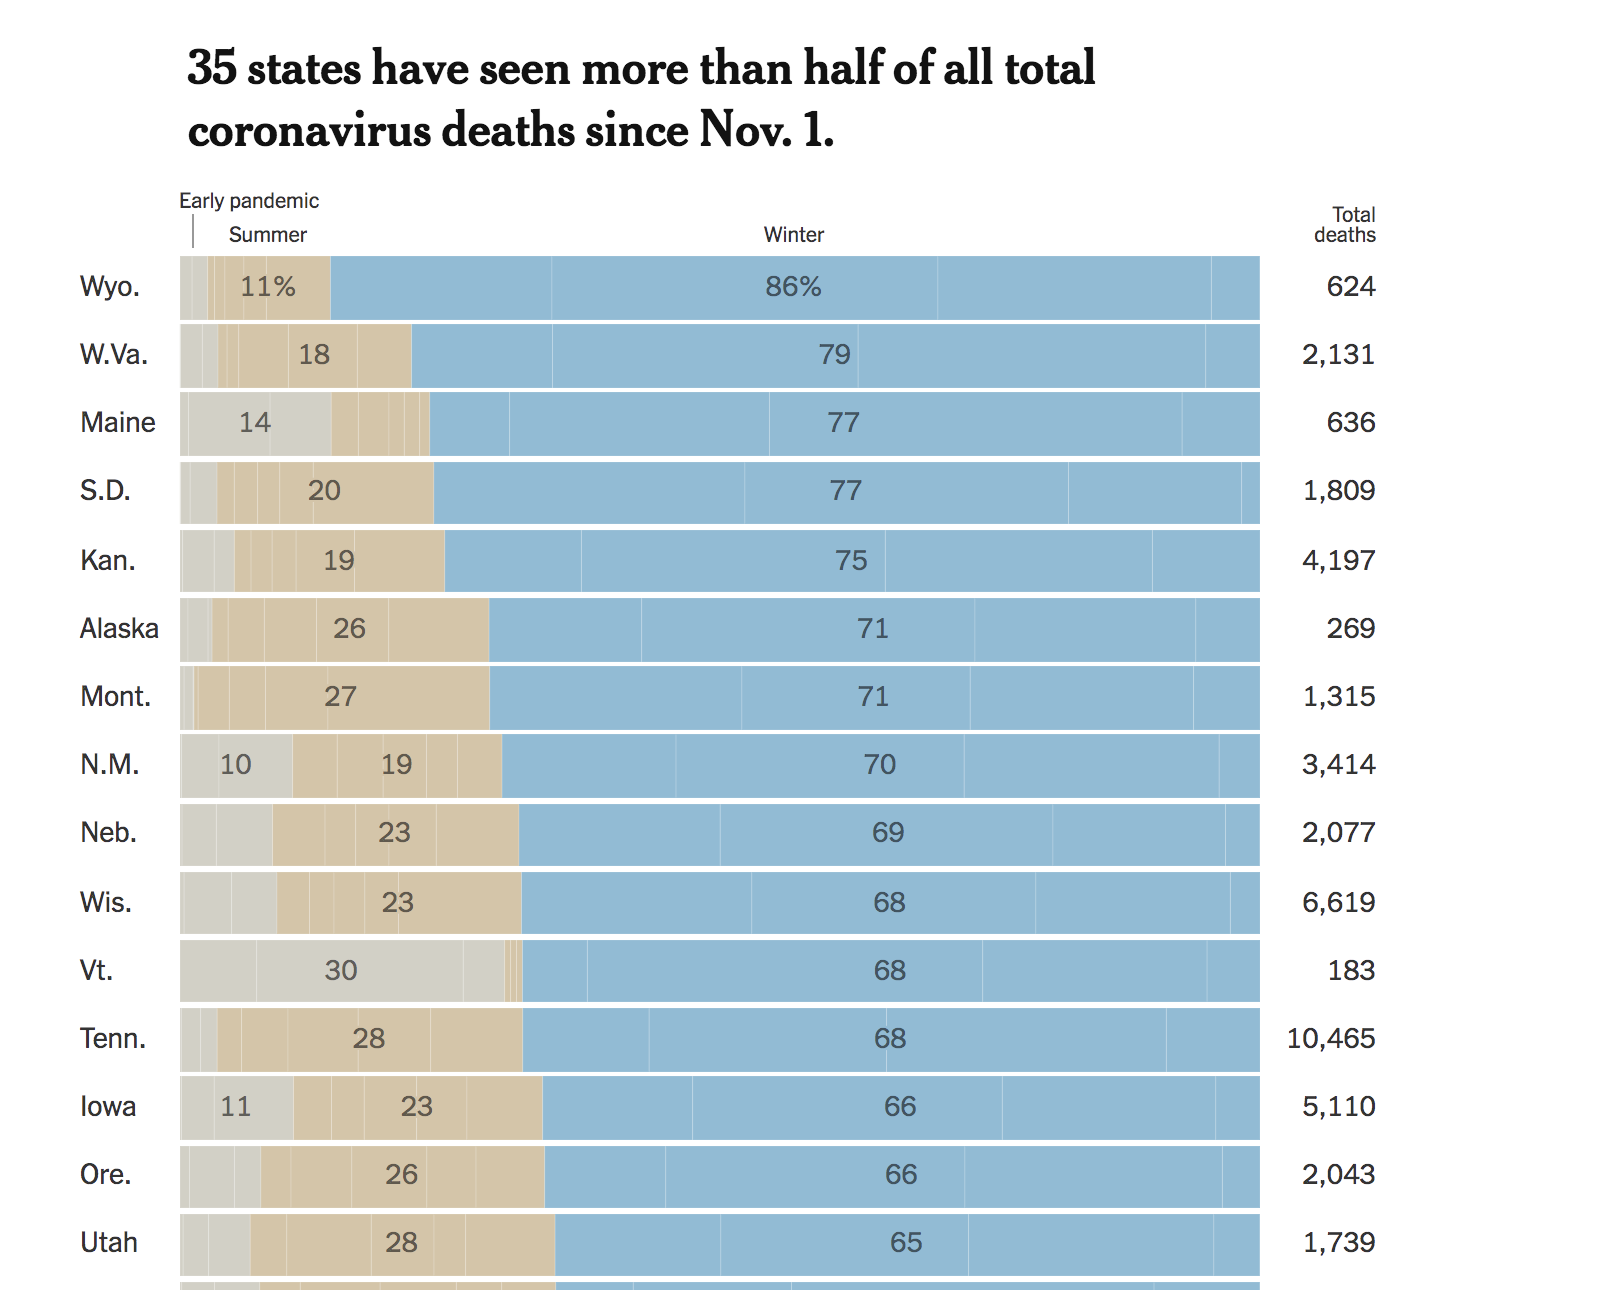 35 states have seen more than half of all total
coronavirus deaths since Nov. 1.
Early pandemic
Summer
Winter
Total
deaths
Wyo. 11% 86% 624
W.Va. 18 79 2,131
Maine 14 77 636
S.D. 20 77 1,809
Kan. 19 75 4,197
Alaska 26 71 269
Mont. 27 71 1,315
N.M. 10 19 70 3,414
Neb. 23 69 2,077
Wis. 23 68 6,619
Vt. 30 68 183
Tenn. 28 68 10,465
Iowa 11 23 66 5,110
Ore. 26 66 2,043
Utah 28 65 1,739